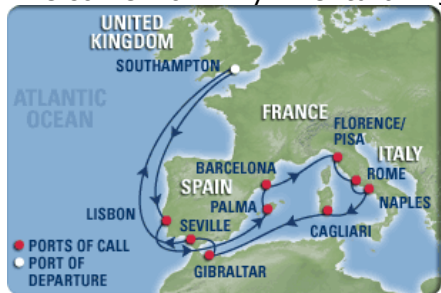 UNITED
KINGDOM
SOUTHAMPTON
ATLANTIC
OCEAN
FRANCE
FLORENCE/
PISA
ITALY
BARCELONA
ROME
SPAIN
NAPLES
PALMA
LISBON
SEVILLE
CAGLIARI
GIBRALTAR
PORTS OF CALL
PORT OF
DEPARTURE